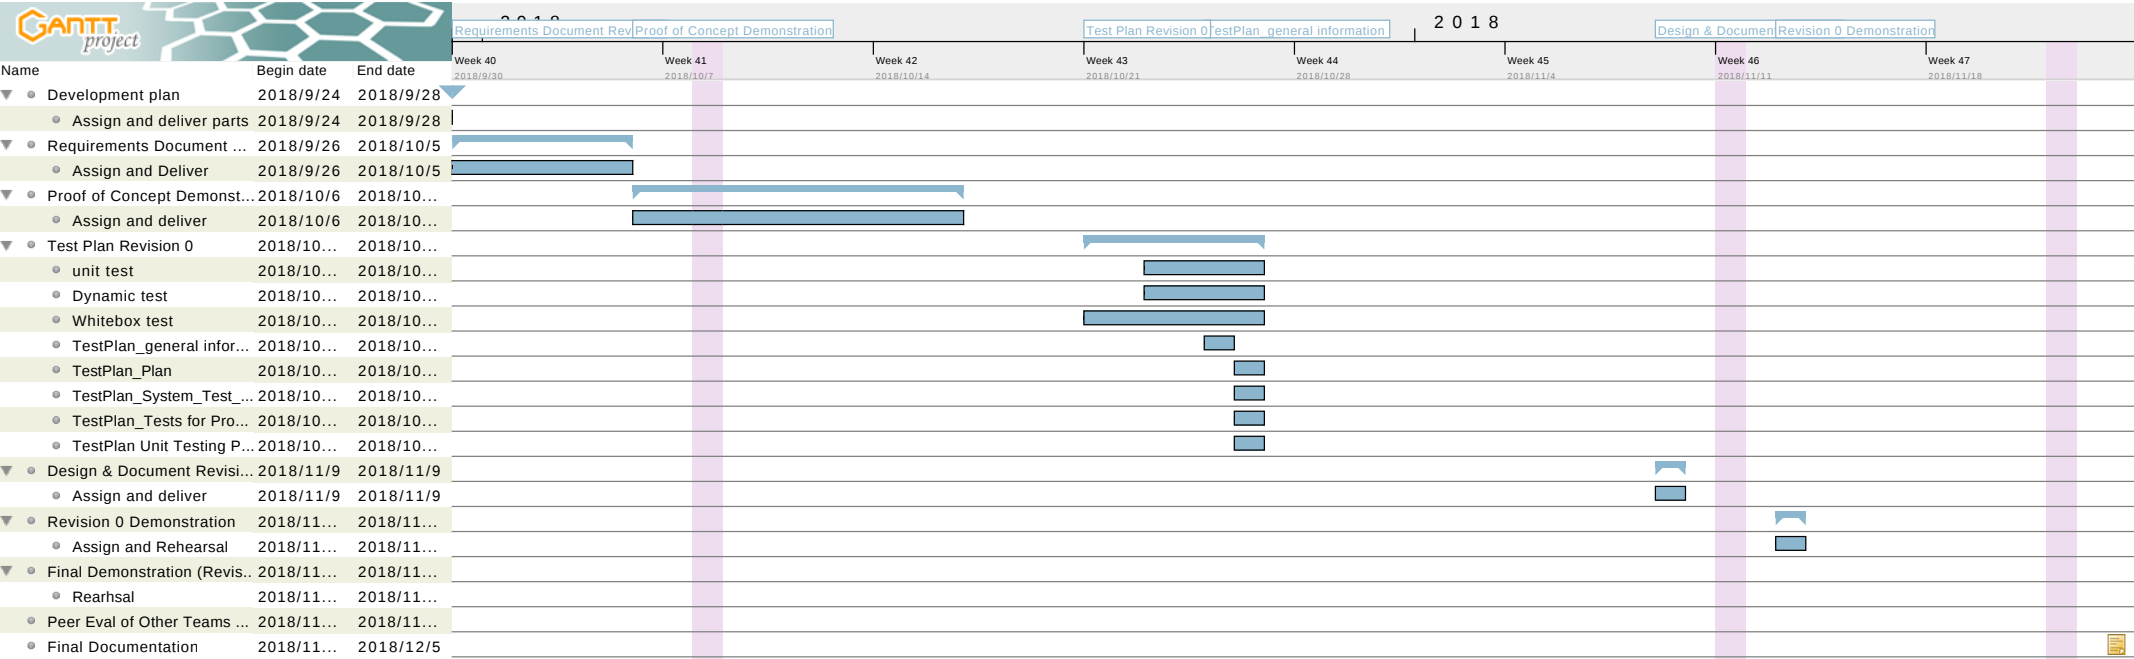 GANTT
project
2018
2018
Requirements Document Rev
Proof of Concept Demonstration
Test Plan Revision 0
TestPlan_general information
Design & Documen
Revision 0 Demonstration
Week 40 Week 41 Week 42 Week 43 Week 44 Week 45 Week 46 Week 47
2018/9/30 2018/10/7 2018/10/14 2018/10/21 2018/10/28 2018/11/4 2018/11/11 2018/11/18
Name Begin date End date
Development plan 2018/9/24 2018/9/28
Assign and deliver parts 2018/9/24 2018/9/28
Requirements Document ... 2018/9/26 2018/10/5
Assign and Deliver 2018/9/26 2018/10/5
Proof of Concept Demonst... 2018/10/6 2018/10...
Assign and deliver 2018/10/6 2018/10...
Test Plan Revision 0 2018/10... 2018/10...
unit test 2018/10... 2018/10...
Dynamic test 2018/10... 2018/10...
Whitebox test 2018/10... 2018/10...
TestPlan_general infor... 2018/10... 2018/10...
TestPlan_Plan 2018/10... 2018/10...
TestPlan_System_Test_... 2018/10... 2018/10...
TestPlan_Tests for Pro... 2018/10... 2018/10...
TestPlan Unit Testing P... 2018/10... 2018/10...
Design & Document Revisi... 2018/11/9 2018/11/9
Assign and deliver 2018/11/9 2018/11/9
Revision 0 Demonstration 2018/11... 2018/11...
Assign and Rehearsal 2018/11... 2018/11...
Final Demonstration (Revis.. 2018/11... 2018/11...
Rearhsal 2018/11... 2018/11...
Peer Eval of Other Teams ... 2018/11... 2018/11...
Final Documentation 2018/11... 2018/12/5